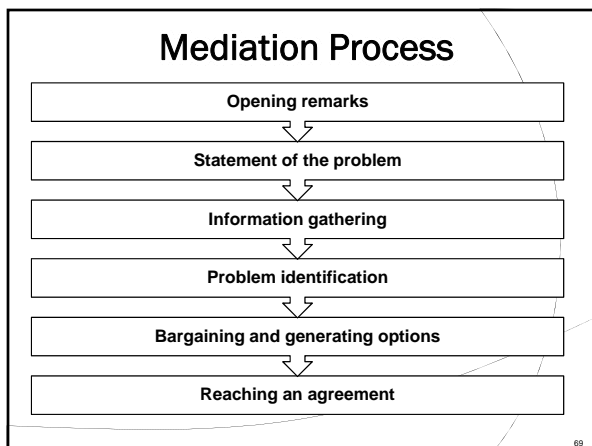 Mediation Process
Opening remarks
Statement of the problem
Information gathering
Problem identification
Bargaining and generating options
Reaching an agreement
69